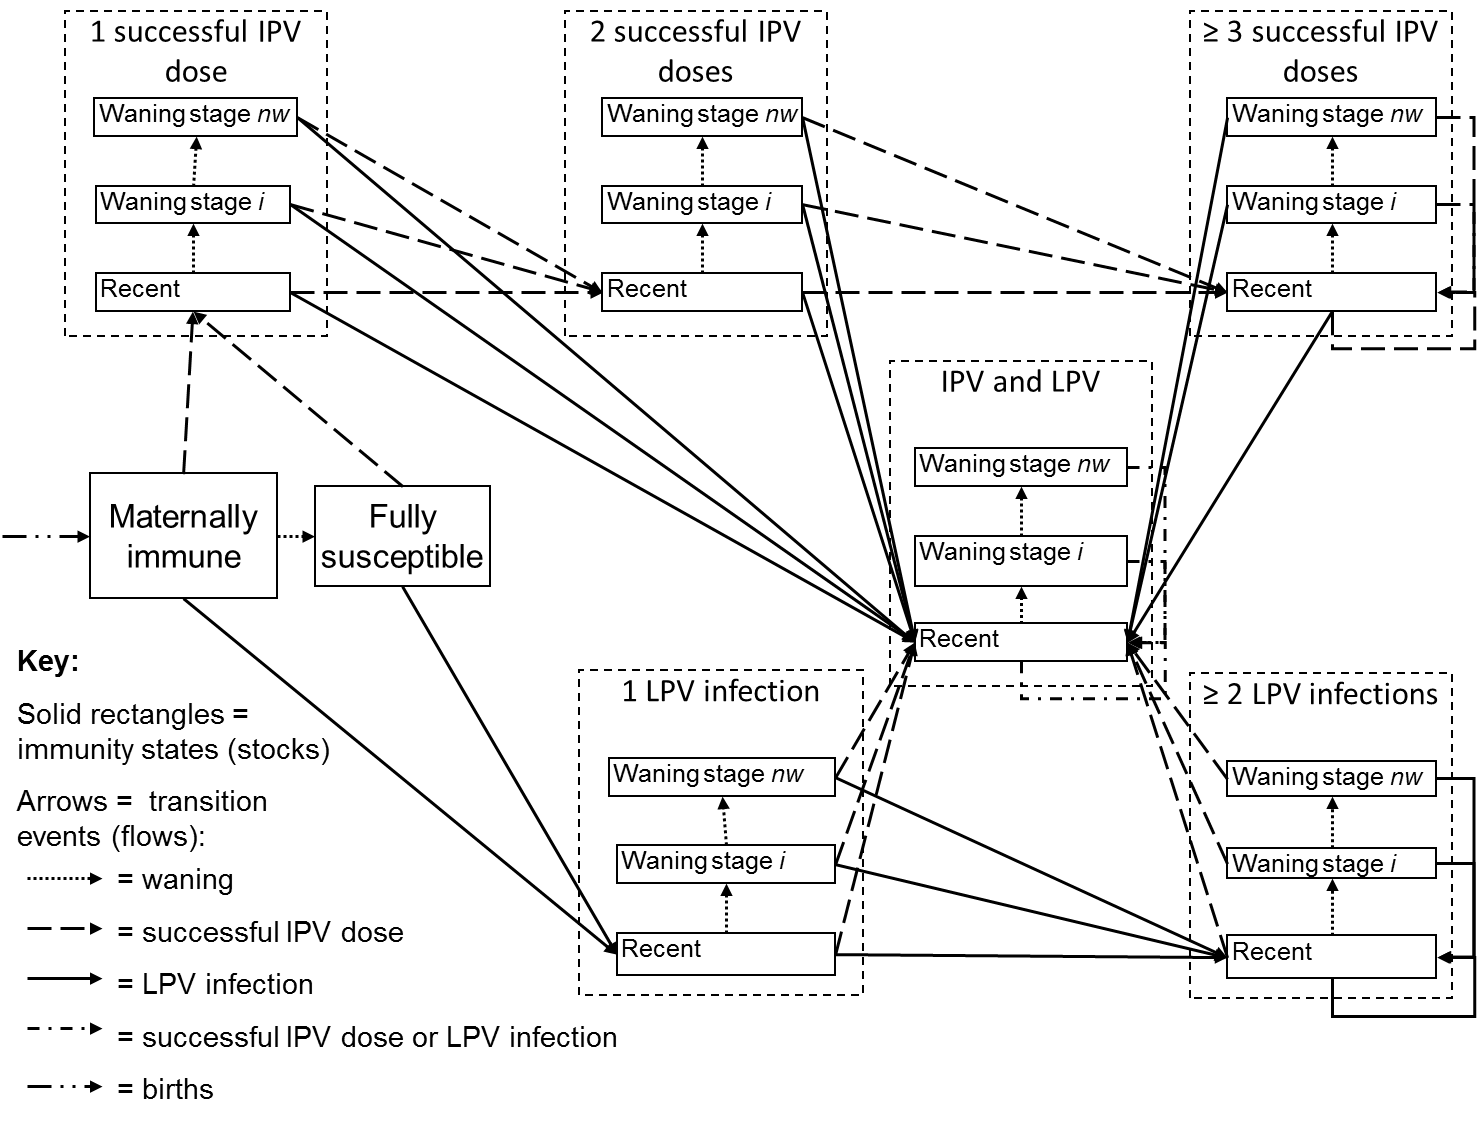 1 successful IPV
dose
Waning stage nw
Waning stage i
Recent
2 successful IPV
doses
Waning stage nw
Waning stage i
Recent
≥ 3 successful IPV
doses
Waning stage nw
Waning stage i
Recent
IPV and LPV
Waning stage nw
Waning stage i
Recent
Maternally
immune
Fully
susceptible
1 LPV infection
Waning stage nw
Waning stage i
Recent
≥ 2 LPV infections
Waning stage nw
Waning stage i
Recent
Key:
Solid rectangles =
immunity states (stocks)
Arrows = transition
events (flows):
= waning
= successful IPV dose
= LPV infection
= successful IPV dose or LPV infection
= births